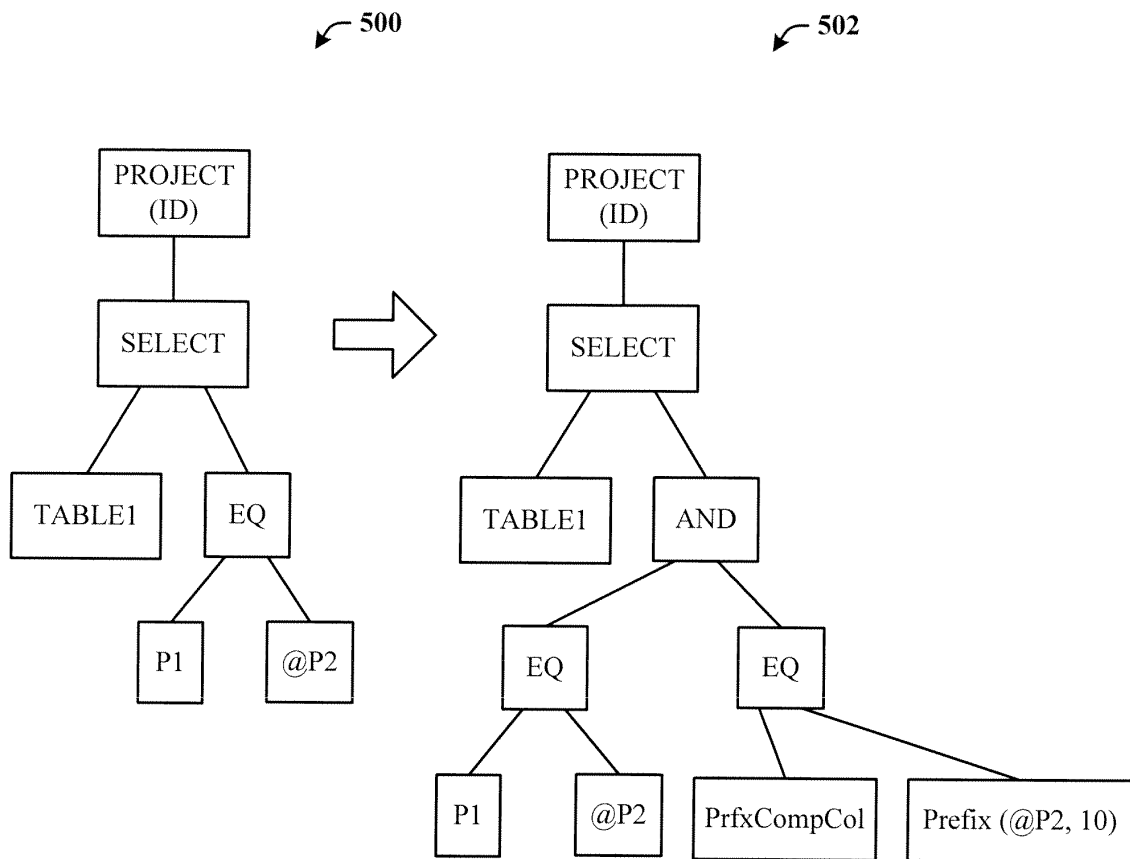 500
502
PROJECT
(ID)
SELECT
TABLE1
EQ
P1
@P2
PROJECT
(ID)
SELECT
TABLE1
AND
EQ
EQ
P1
@P2
PrfxCompCol
Prefix (@P2, 10)